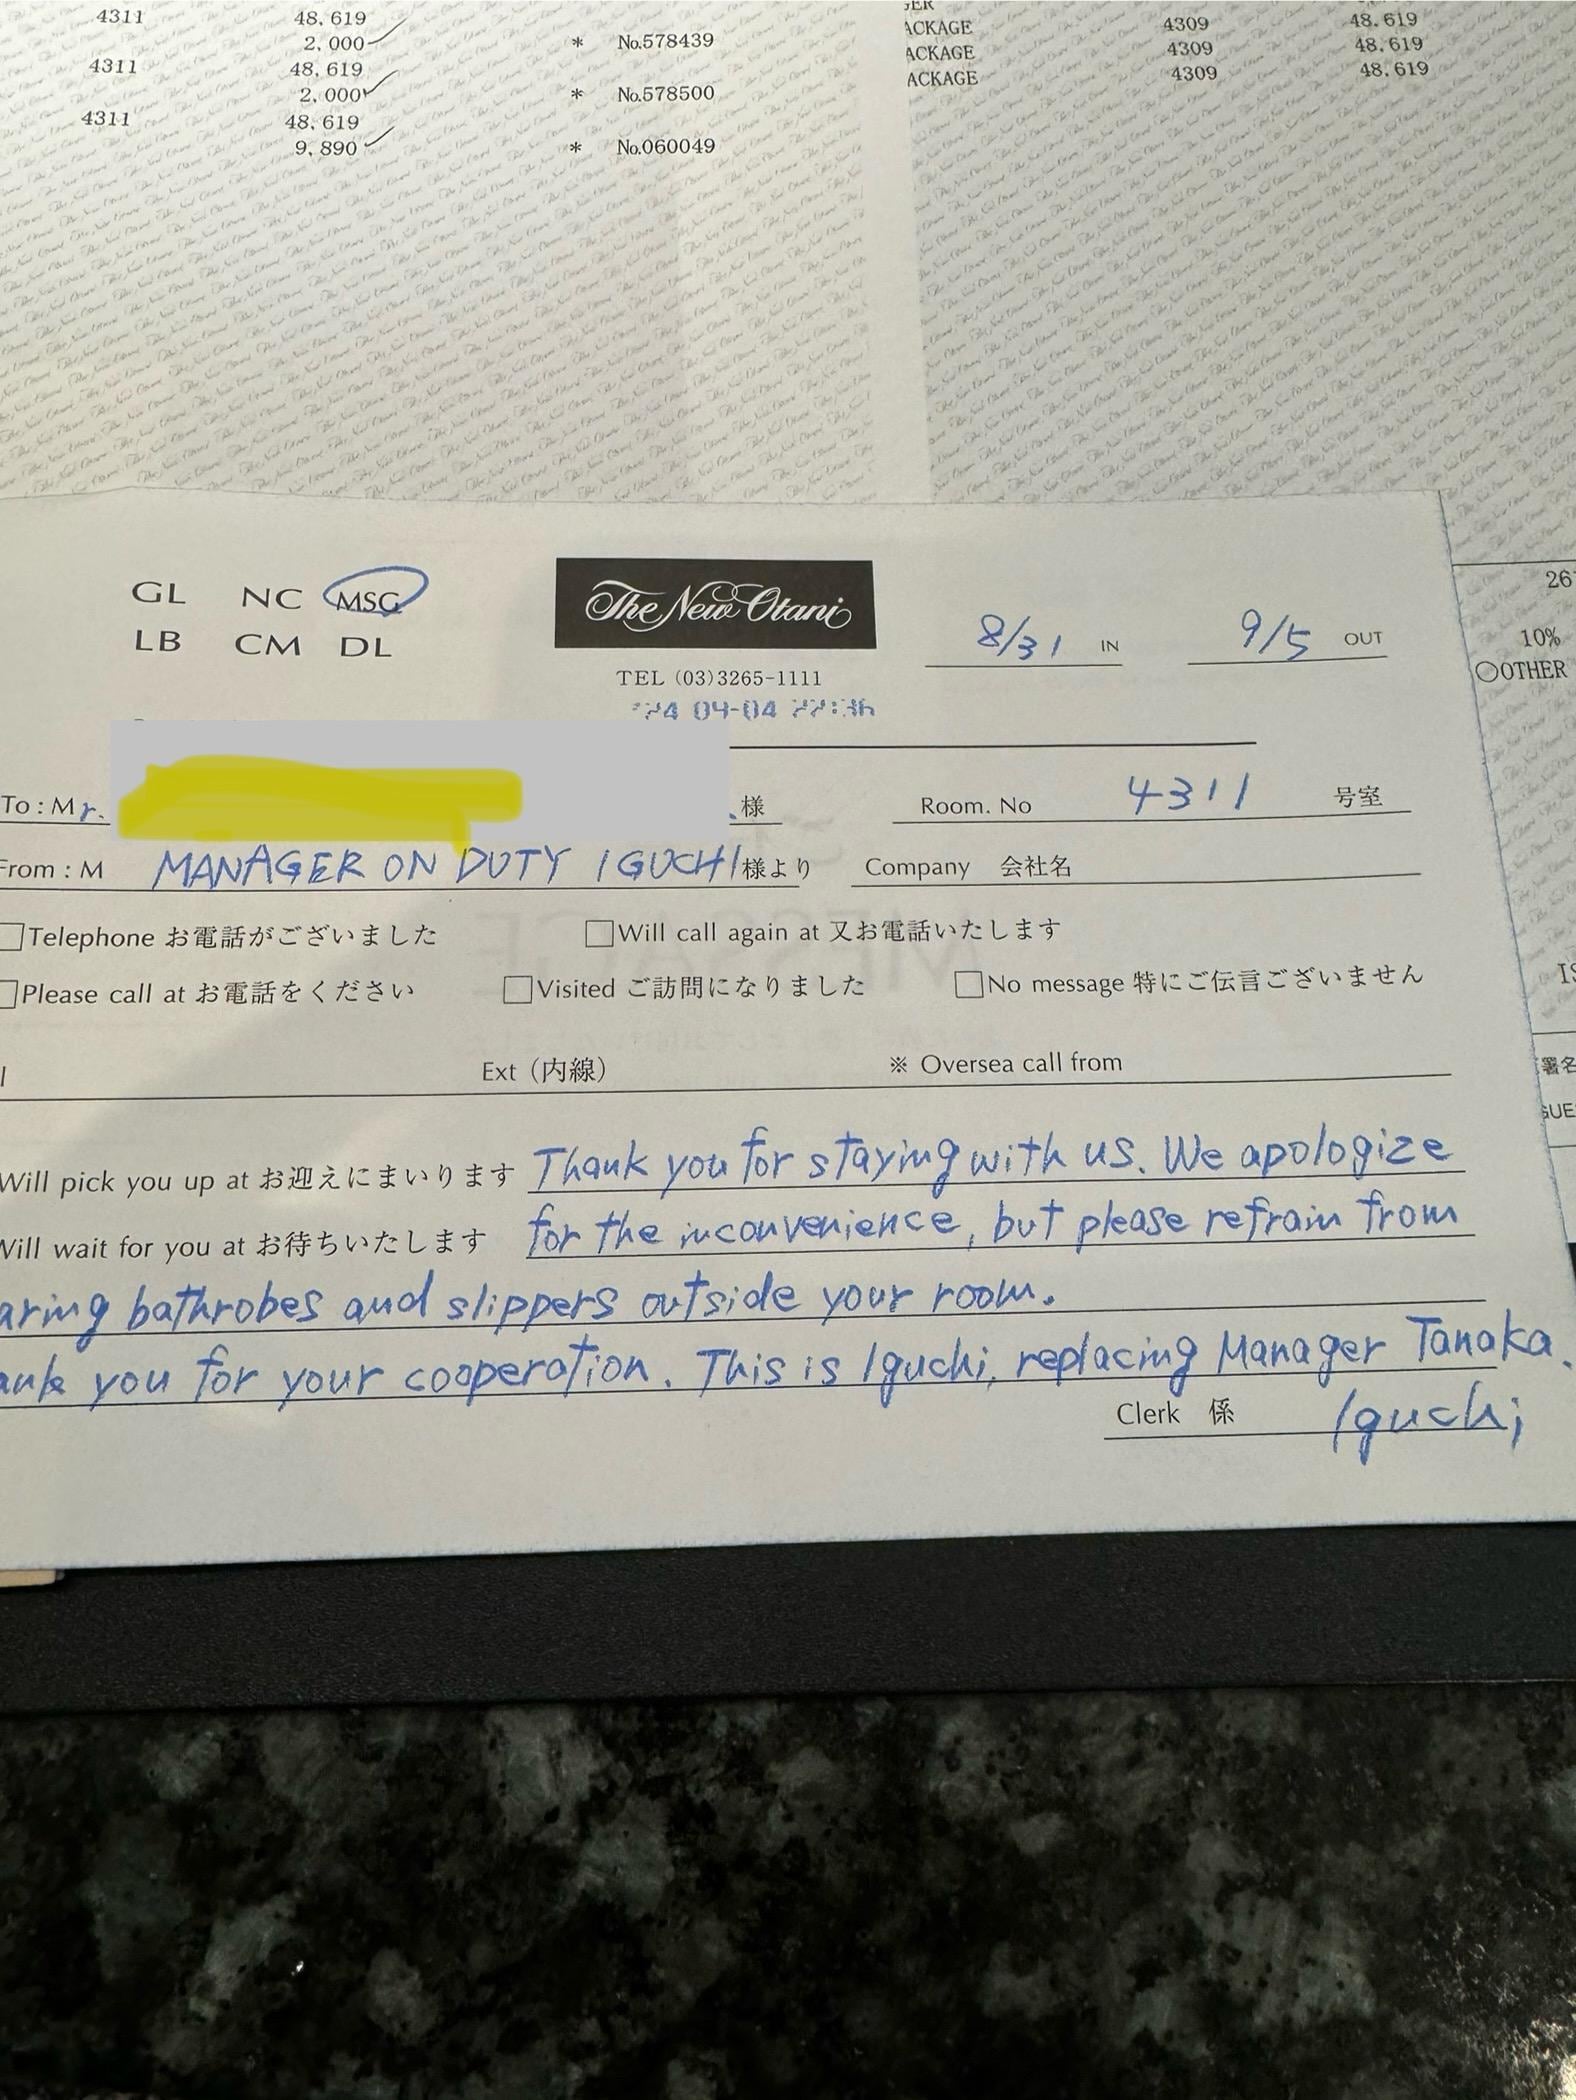 4311 48,619
2,000 * No.578439
4311 48,619
2,000 * No.578500
4311 48,619
9,890 * No.060049
ACKAGE 4309 48,619
ACKAGE 4309 48,619
ACKAGE 4309 48,619
GL NC MSG
LB CM DL
The New Otani
TEL (03)3265-1111
'24 09-04 22:36
8/31 IN 9/5 OUT
To : Mr. 様
Room. No 4311 号室
From : M MANAGER ON DUTY IGUCHI 様より
Company 会社名
Telephone お電話がございました
Will call again at 又お電話いたします
Please call at お電話をください
Visited ご訪問になりました
No message 特にご伝言ございません
Ext (内線)
※ Oversea call from
Will pick you up at お迎えにまいります Thank you for staying with us. We apologize
Will wait for you at お待ちいたします for the inconvenience, but please refrain from
aring bathrobes and slippers outside your room.
ank you for your cooperation. This is Iguchi, replacing Manager Tanaka.
Clerk 係 Iguchi
10%
○OTHER
署名
GUE